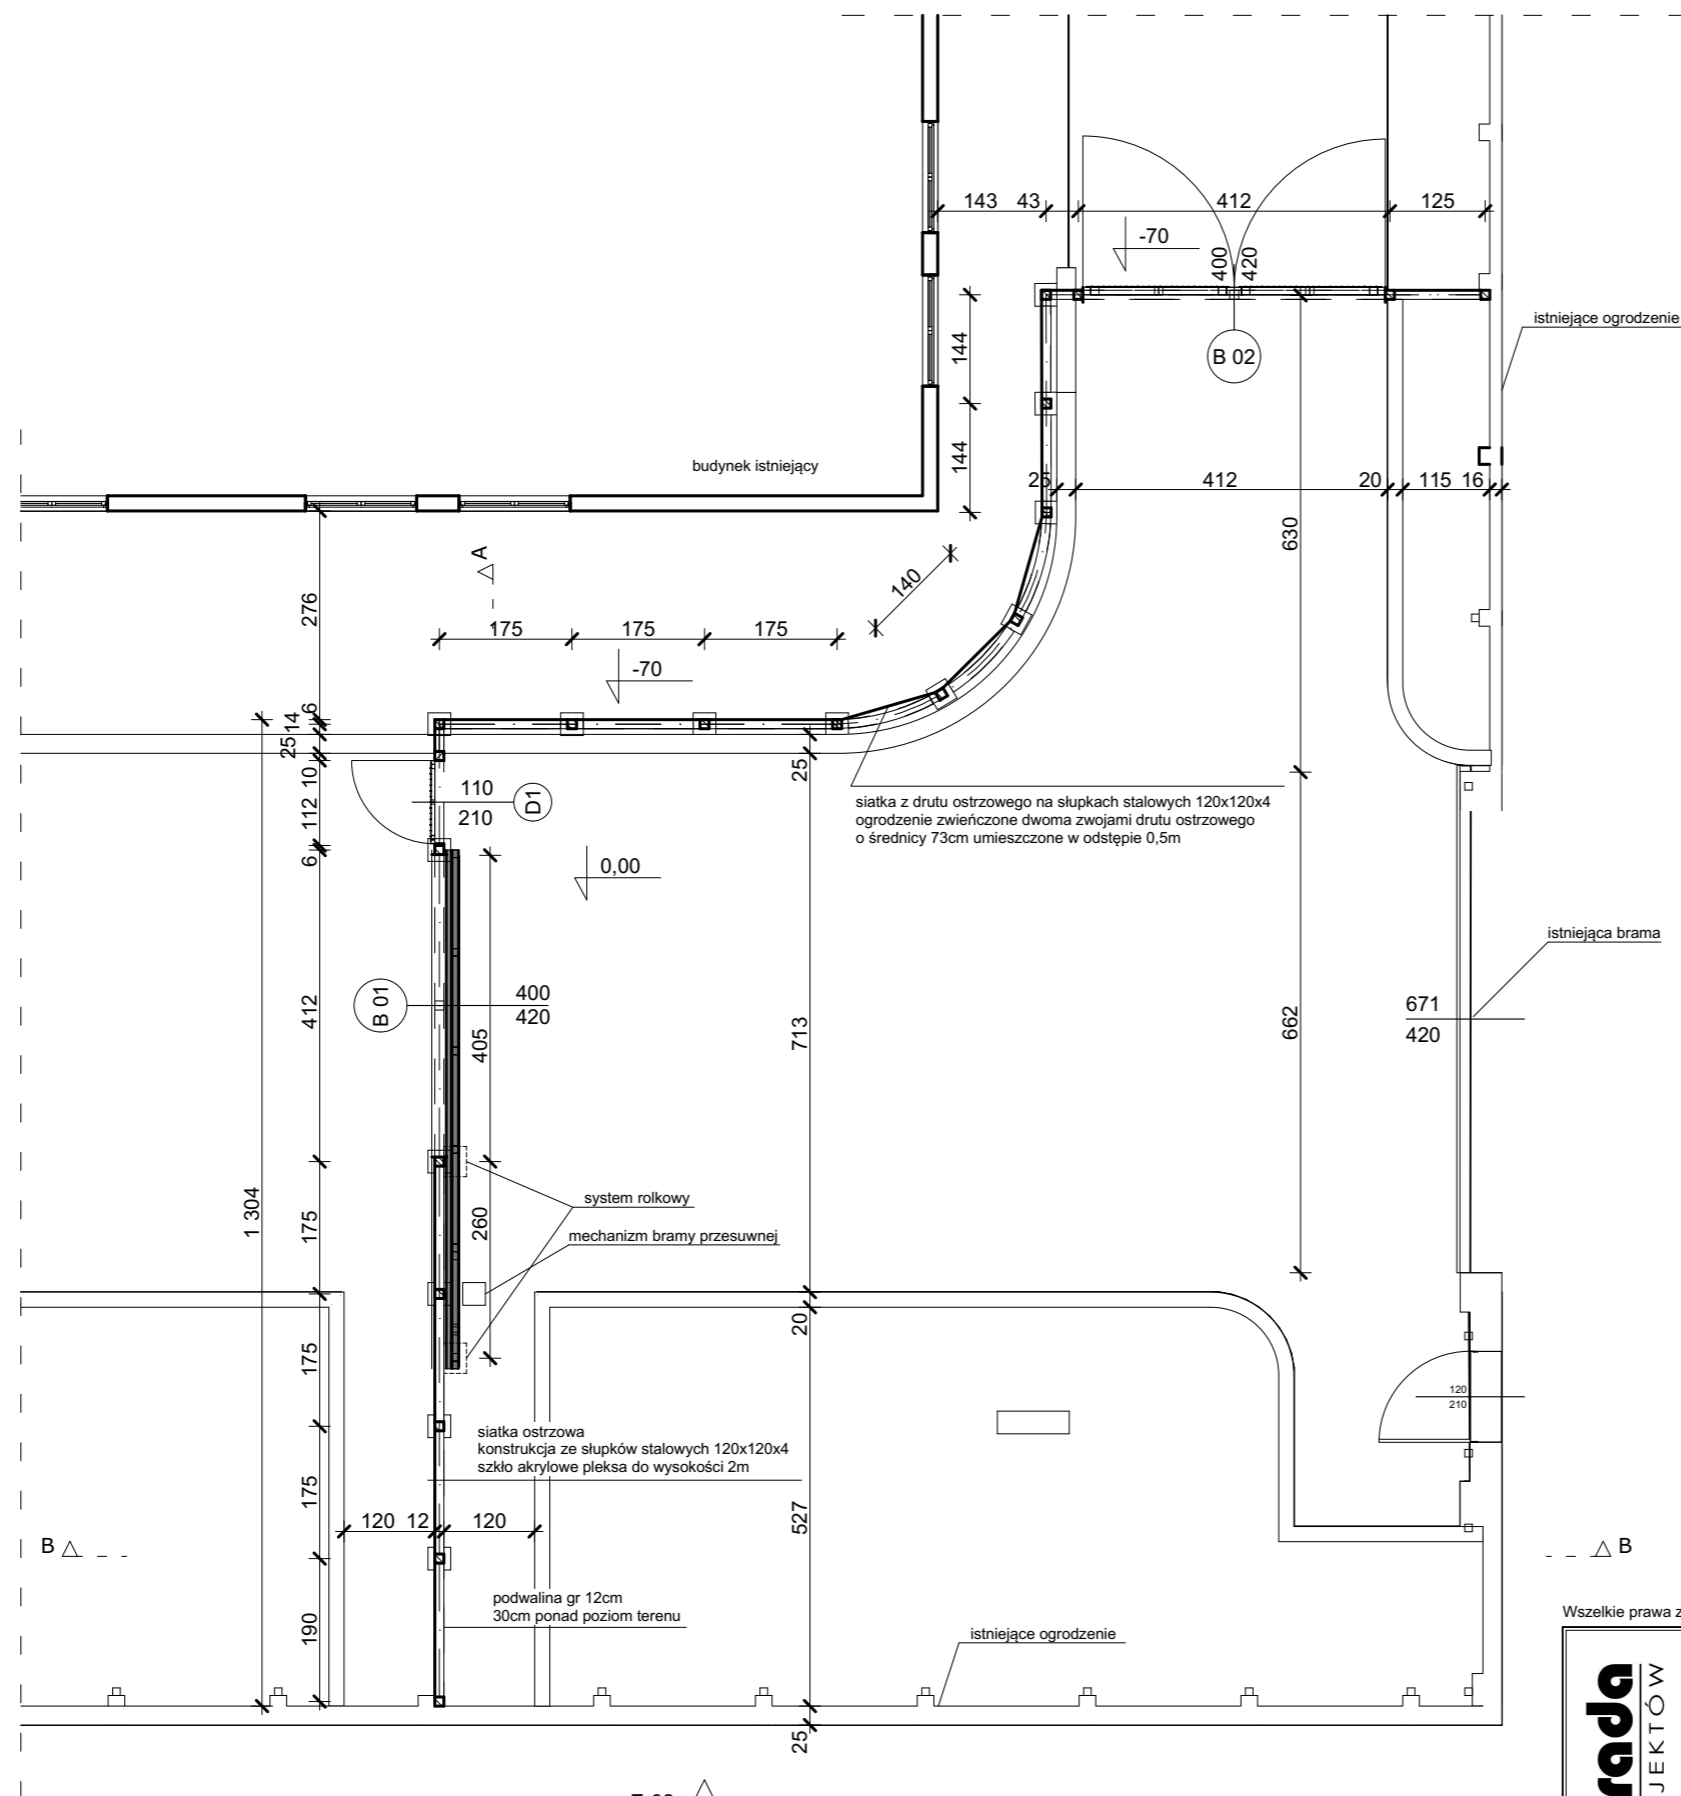 143 43 412 125
-70
400
420
B 02
istniejące ogrodzenie
144
144
budynek istniejący
25 412 20 115 16
630
A
140
276
175 175 175
-70
6
14
25
10
112
6
110
210
D1
25
siatka z drutu ostrzowego na słupkach stalowych 120x120x4
ogrodzenie zwieńczone dwoma zwojami drutu ostrzowego
o średnicy 73cm umieszczone w odstępie 0,5m
0,00
istniejąca brama
412
B 01
400
420
405
713
662
671
420
1 304
175
260
system rolkowy
mechanizm bramy przesuwnej
20
175
120
210
siatka ostrzowa
konstrukcja ze słupków stalowych 120x120x4
szkło akrylowe pleksa do wysokości 2m
175
527
120 12 120
B
B
podwalina gr 12cm
30cm ponad poziom terenu
190
istniejące ogrodzenie
Wszelkie prawa z
25
rada
JEKTÓW